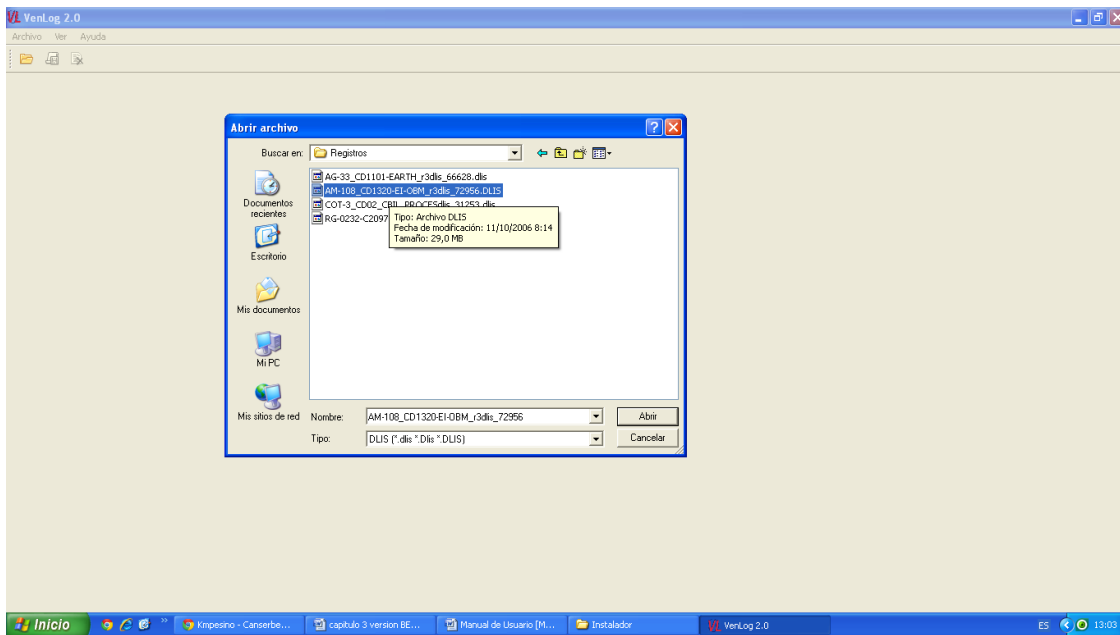 VenLog 2.0
Archivo Ver Ayuda
Abrir archivo
Buscar en: Registros
AG-33_CD1101-EARTH_r3dlis_66628.dlis
AM-108_CD1320-EI-OBM_r3dlis_72956.DLIS
COT-3_CD02_CBIL_PROCESdlis_31253.dlis
RG-0232-C2097
Tipo: Archivo DLIS
Fecha de modificación: 11/10/2006 8:14
Tamaño: 29,0 MB
Documentos recientes
Escritorio
Mis documentos
Mi PC
Mis sitios de red
Nombre: AM-108_CD1320-EI-OBM_r3dlis_72956 Abrir
Tipo: DLIS (*.dlis *.Dlis *.DLIS) Cancelar
Inicio Kmpesino - Canserbe... capitulo 3 version BE... Manual de Usuario [M... Instalador VenLog 2.0 ES 13:03